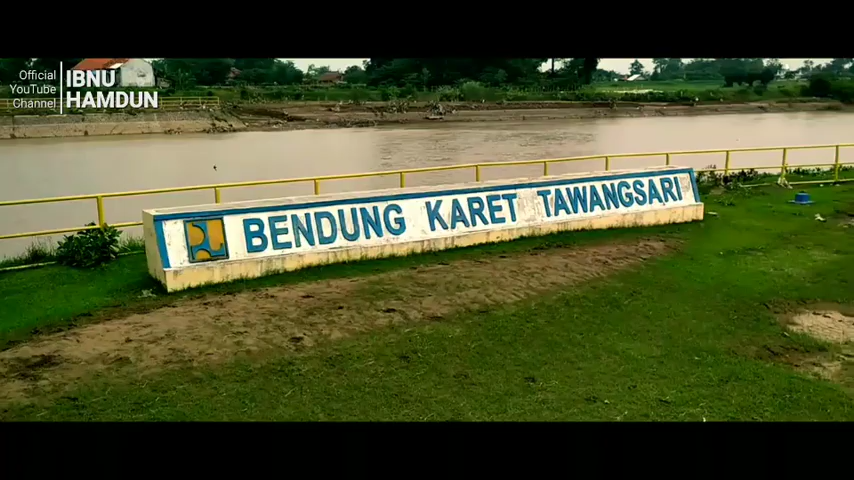 Official
YouTube
Channel
IBNU
HAMDUN
BENDUNG KARET TAWANGSARI